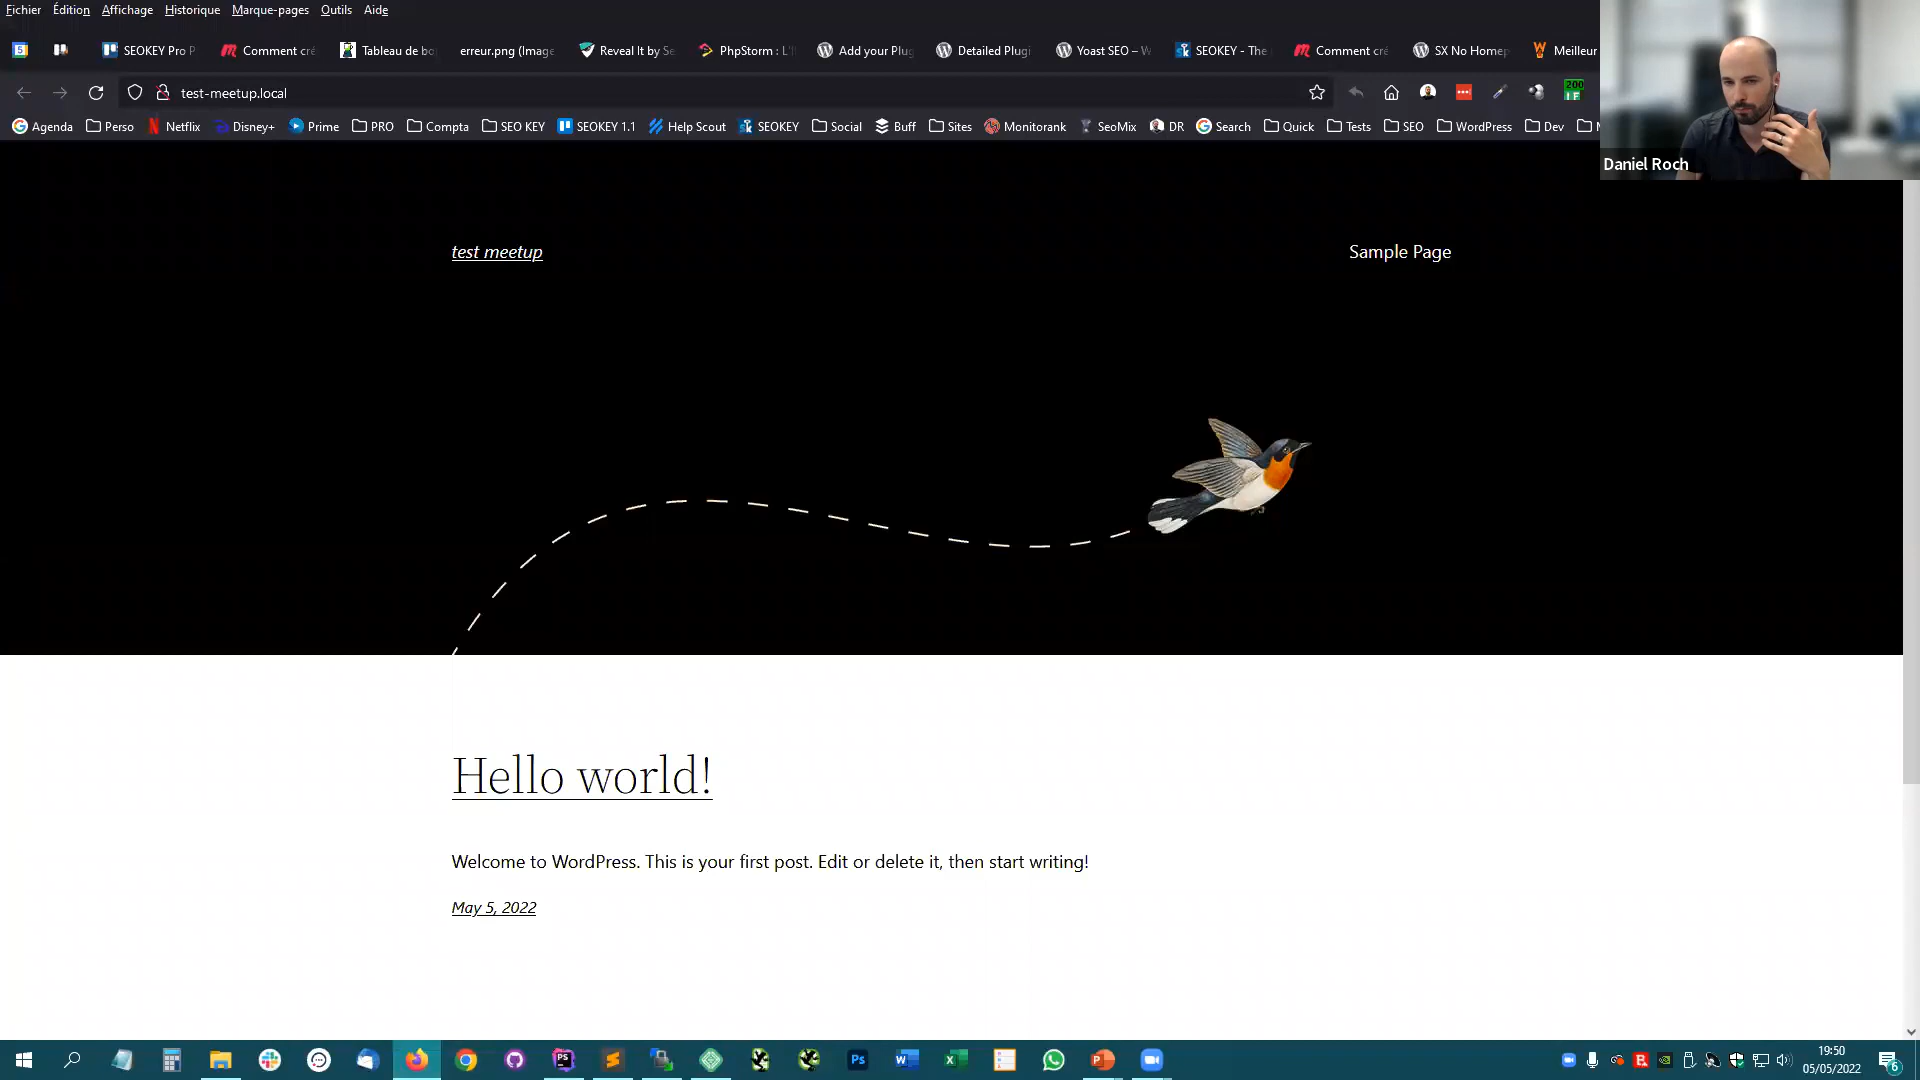 Fichier Édition Affichage Historique Marque-pages Outils Aide
SEOKEY Pro P Comment cré Tableau de bo erreur.png (Image Reveal It by Se PhpStorm : L'I Add your Plug Detailed Plugi Yoast SEO – W SEOKEY - The Comment cré SX No Homep Meilleur
test-meetup.local
200
Agenda Perso Netflix Disney+ Prime PRO Compta SEO KEY SEOKEY 1.1 Help Scout SEOKEY Social Buff Sites Monitorank SeoMix DR Search Quick Tests SEO WordPress Dev
Daniel Roch
test meetup
Sample Page
Hello world!
Welcome to WordPress. This is your first post. Edit or delete it, then start writing!
May 5, 2022
19:50
05/05/2022
6